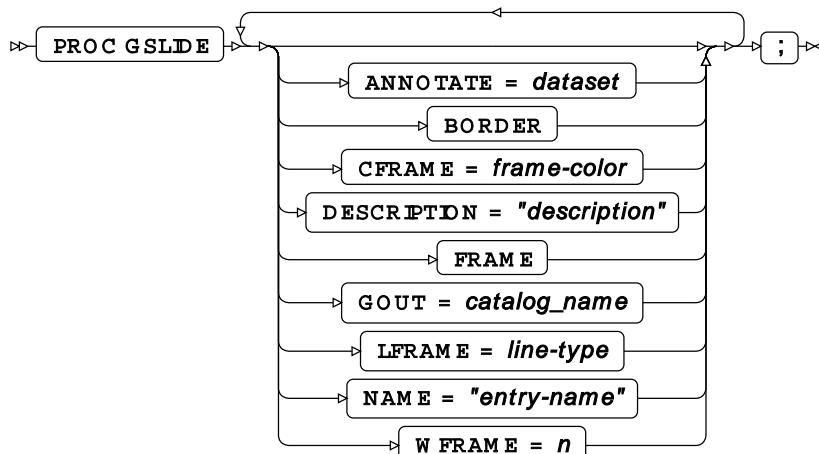 PROC GSLIDE
;
ANNOTATE = dataset
BORDER
CFRAME = frame-color
DESCRIPTION = "description"
FRAME
GOUT = catalog_name
LFRAME = line-type
NAME = "entry-name"
WFRAME = n